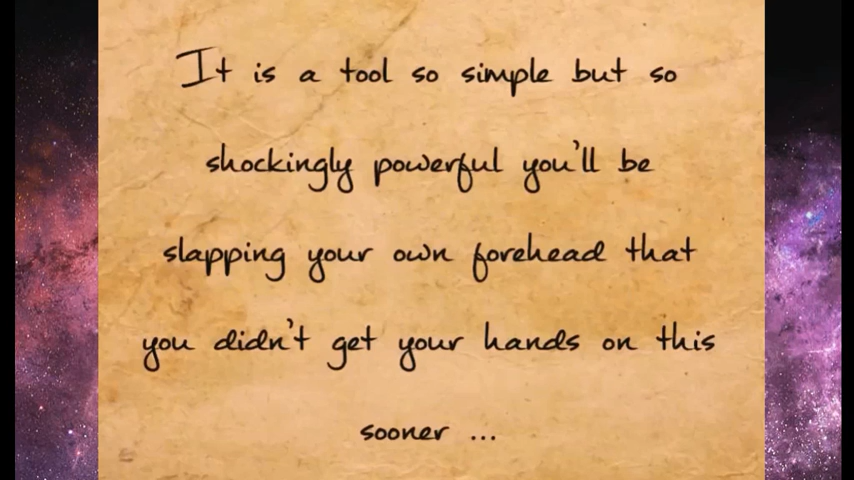 It is a tool so simple but so
shockingly powerful you'll be
slapping your own forehead that
you didn't get your hands on this
sooner ...